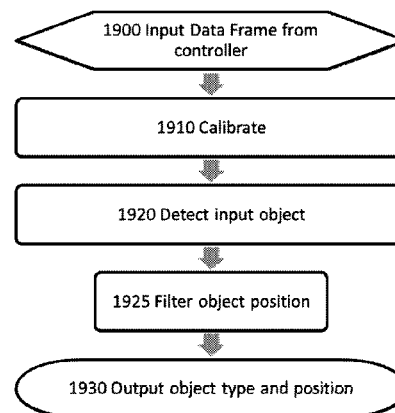 1900 Input Data Frame from
controller
1910 Calibrate
1920 Detect input object
1925 Filter object position
1930 Output object type and position